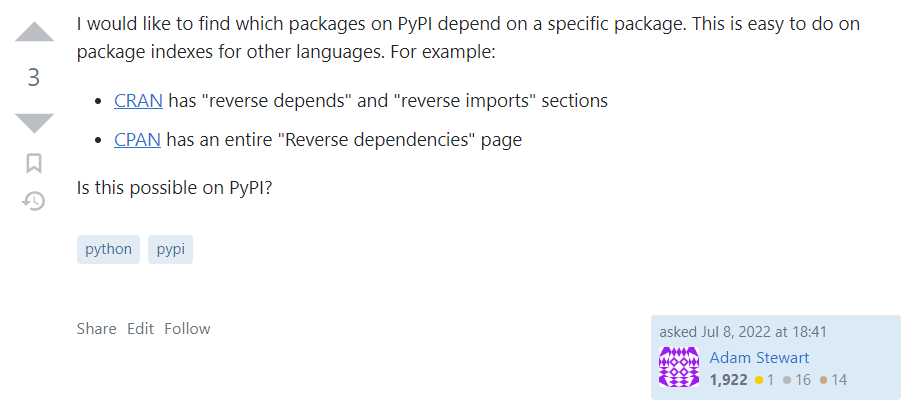 I would like to find which packages on PyPI depend on a specific package. This is easy to do on
package indexes for other languages. For example:
3
• CRAN has "reverse depends" and "reverse imports" sections
• CPAN has an entire "Reverse dependencies" page
Is this possible on PyPI?
python pypi
Share Edit Follow
asked Jul 8, 2022 at 18:41
Adam Stewart
1,922 1 16 14